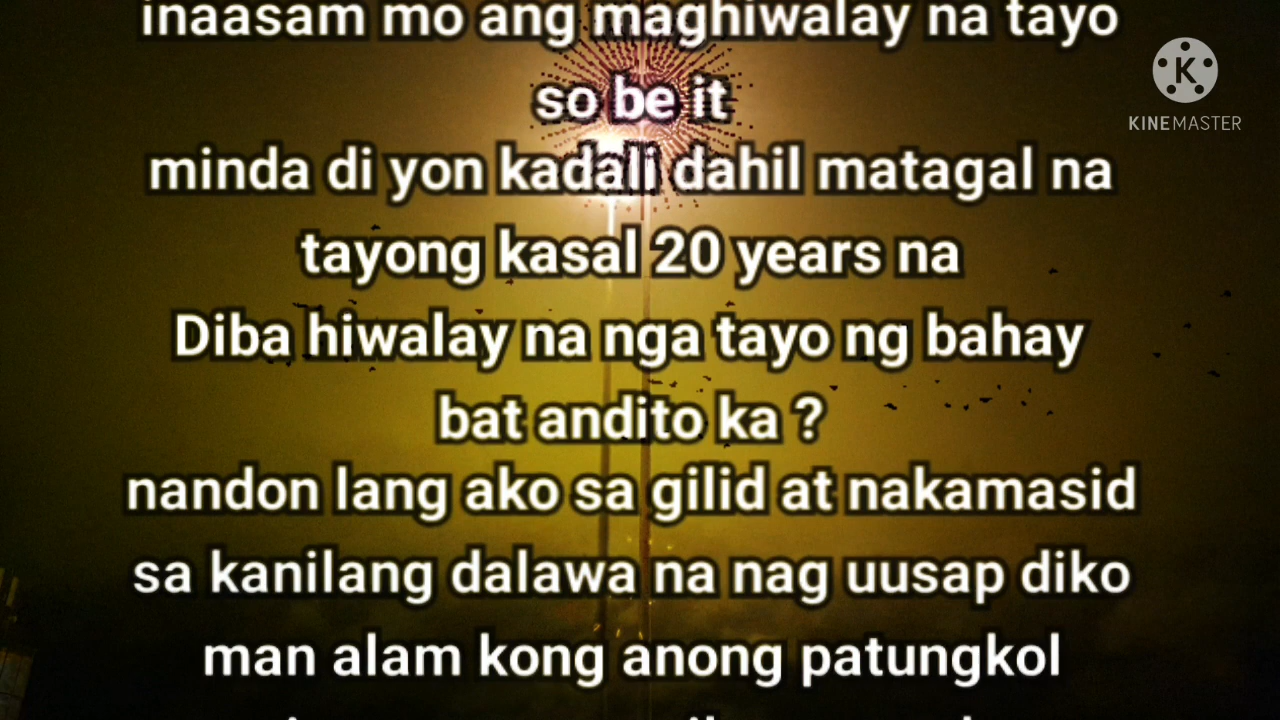 inaasam mo ang maghiwalay na tayo
so be it
minda di yon kadali dahil matagal na
tayong kasal 20 years na
Diba hiwalay na nga tayo ng bahay
bat andito ka ?
nandon lang ako sa gilid at nakamasid
sa kanilang dalawa na nag uusap diko
man alam kong anong patungkol
K
KINEMASTER